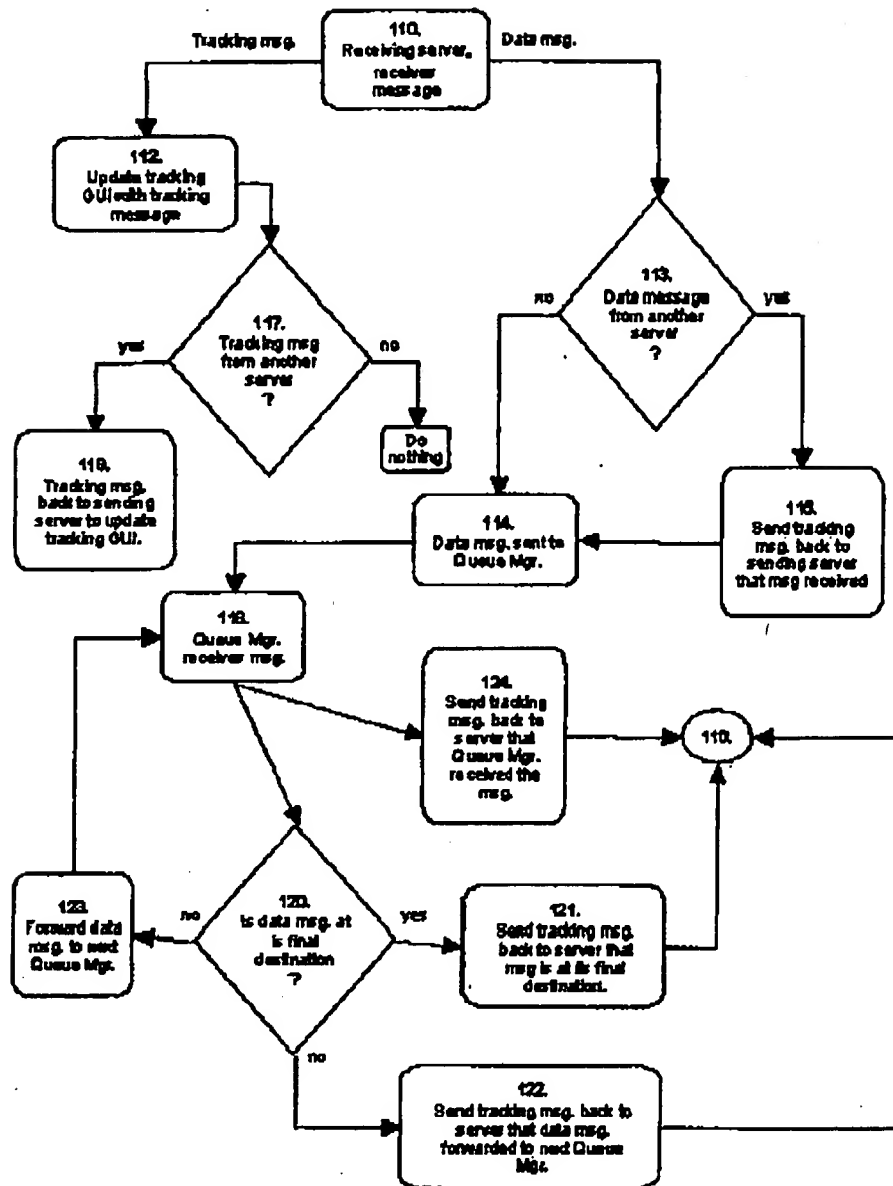 Tracking msg.
110.
Receiving server,
receives
message
Data msg.
112.
Update tracking
GUI with tracking
message
113.
Data message
from another
server
?
no
yes
117.
Tracking msg
from another
server
?
yes
no
Do
nothing
119.
Tracking msg.
back to sending
server to update
tracking GUI.
114.
Data msg. sent to
Queue Mgr.
115.
Send tracking
msg. back to
sending server
that msg received
118.
Queue Mgr.
receives msg.
124.
Send tracking
msg. back to
server that
Queue Mgr.
received the
msg.
110.
123.
Forward data
msg. to next
Queue Mgr.
no
120.
Is data msg. at
is final
destination
?
yes
121.
Send tracking msg.
back to server that
msg is at its final
destination.
no
122.
Send tracking msg. back to
server that data msg.
forwarded to next Queue
Mgr.